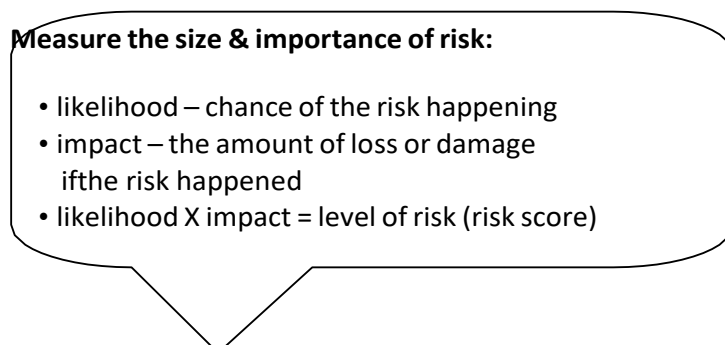 Measure the size & importance of risk:
• likelihood – chance of the risk happening
• impact – the amount of loss or damage
ifthe risk happened
• likelihood X impact = level of risk (risk score)